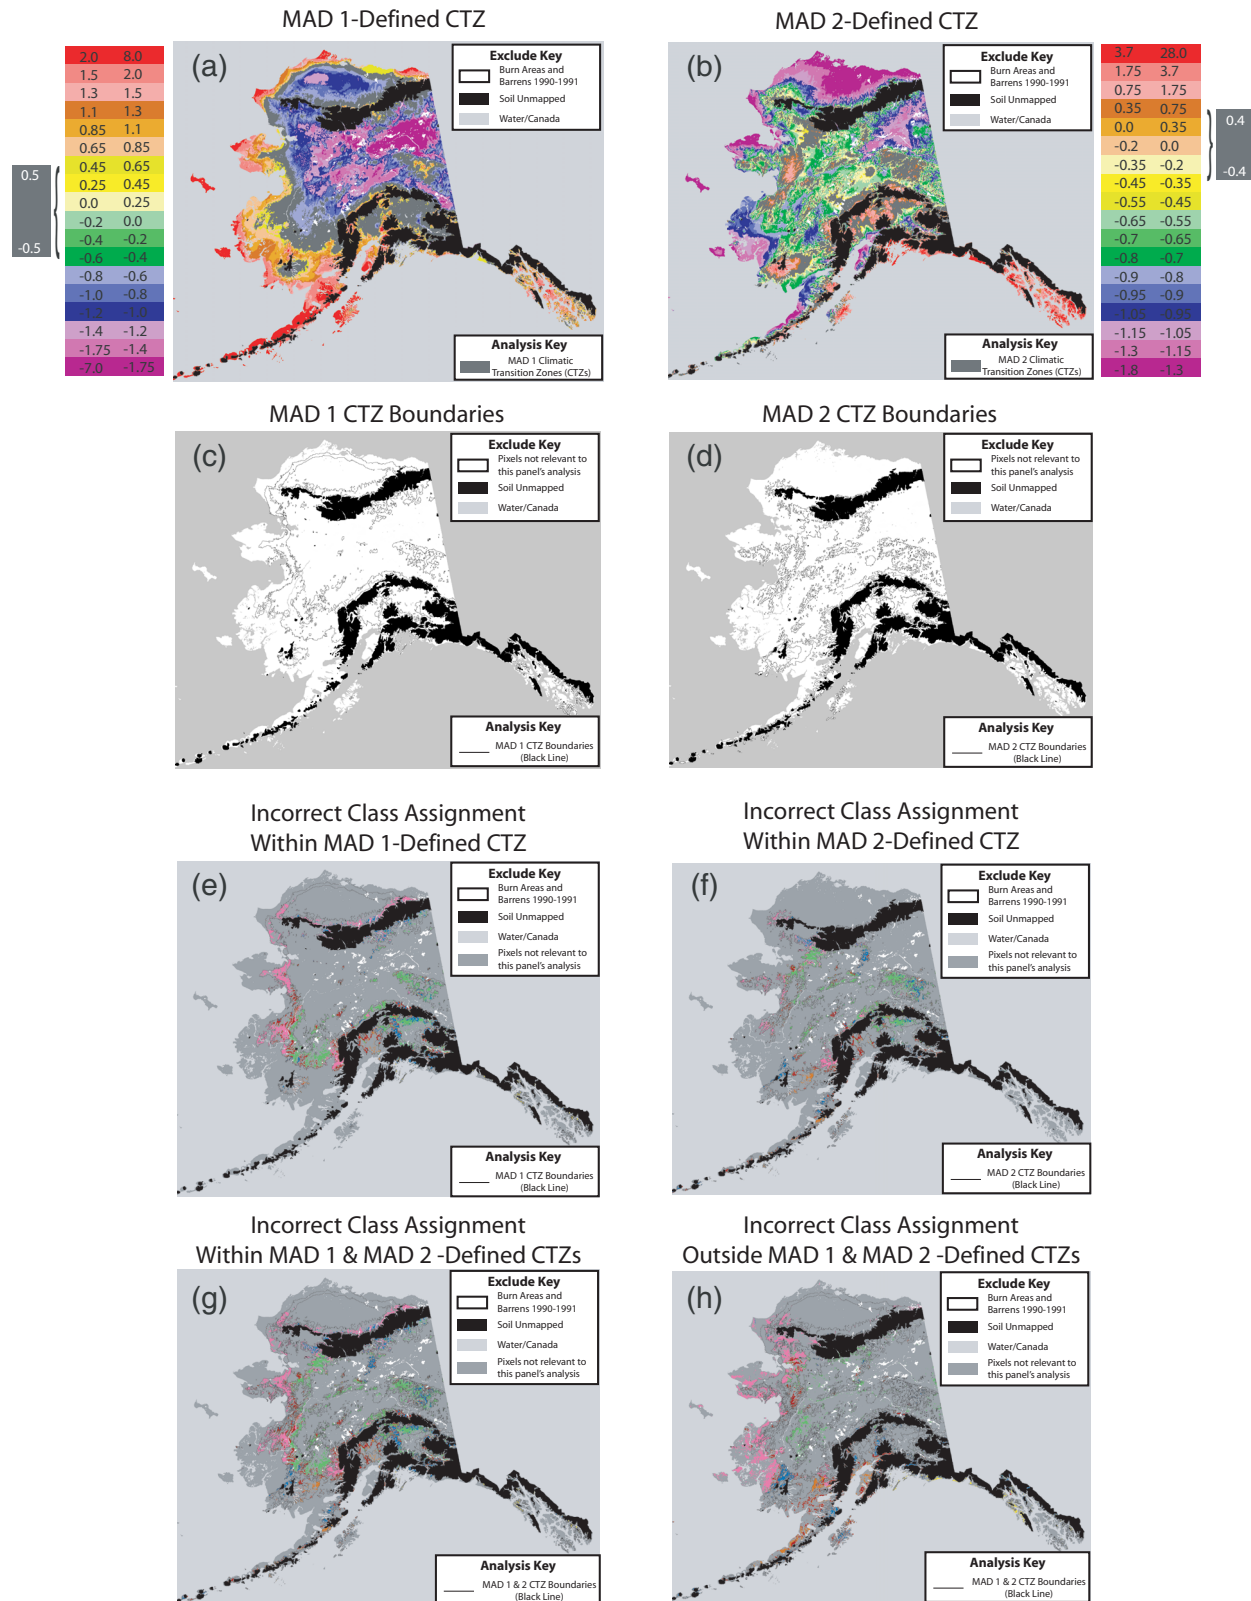 MAD 1-Defined CTZ
MAD 2-Defined CTZ
2.0 8.0
1.5 2.0
1.3 1.5
1.1 1.3
0.85 1.1
0.65 0.85
0.45 0.65
0.25 0.45
0.0 0.25
-0.2 0.0
-0.4 -0.2
-0.6 -0.4
-0.8 -0.6
-1.0 -0.8
-1.2 -1.0
-1.4 -1.2
-1.75 -1.4
-7.0 -1.75
0.5
-0.5
(a)
Exclude Key
Burn Areas and
Barrens 1990-1991
Soil Unmapped
Water/Canada
Analysis Key
MAD 1 Climatic
Transition Zones (CTZs)
(b)
Exclude Key
Burn Areas and
Barrens 1990-1991
Soil Unmapped
Water/Canada
Analysis Key
MAD 2 Climatic
Transition Zones (CTZs)
3.7 28.0
1.75 3.7
0.75 1.75
0.35 0.75
0.0 0.35
-0.2 0.0
-0.35 -0.2
-0.45 -0.35
-0.55 -0.45
-0.65 -0.55
-0.7 -0.65
-0.8 -0.7
-0.9 -0.8
-0.95 -0.9
-1.05 -0.95
-1.15 -1.05
-1.3 -1.15
-1.8 -1.3
0.4
-0.4
MAD 1 CTZ Boundaries
MAD 2 CTZ Boundaries
(c)
Exclude Key
Pixels not relevant to
this panel's analysis
Soil Unmapped
Water/Canada
Analysis Key
MAD 1 CTZ Boundaries
(Black Line)
(d)
Exclude Key
Pixels not relevant to
this panel's analysis
Soil Unmapped
Water/Canada
Analysis Key
MAD 2 CTZ Boundaries
(Black Line)
Incorrect Class Assignment
Within MAD 1-Defined CTZ
Incorrect Class Assignment
Within MAD 2-Defined CTZ
(e)
Exclude Key
Burn Areas and
Barrens 1990-1991
Soil Unmapped
Water/Canada
Pixels not relevant to
this panel's analysis
Analysis Key
MAD 1 CTZ Boundaries
(Black Line)
(f)
Exclude Key
Burn Areas and
Barrens 1990-1991
Soil Unmapped
Water/Canada
Pixels not relevant to
this panel's analysis
Analysis Key
MAD 2 CTZ Boundaries
(Black Line)
Incorrect Class Assignment
Within MAD 1 & MAD 2 -Defined CTZs
Incorrect Class Assignment
Outside MAD 1 & MAD 2 -Defined CTZs
(g)
Exclude Key
Burn Areas and
Barrens 1990-1991
Soil Unmapped
Water/Canada
Pixels not relevant to
this panel's analysis
Analysis Key
MAD 1 & 2 CTZ Boundaries
(Black Line)
(h)
Exclude Key
Burn Areas and
Barrens 1990-1991
Soil Unmapped
Water/Canada
Pixels not relevant to
this panel's analysis
Analysis Key
MAD 1 & 2 CTZ Boundaries
(Black Line)